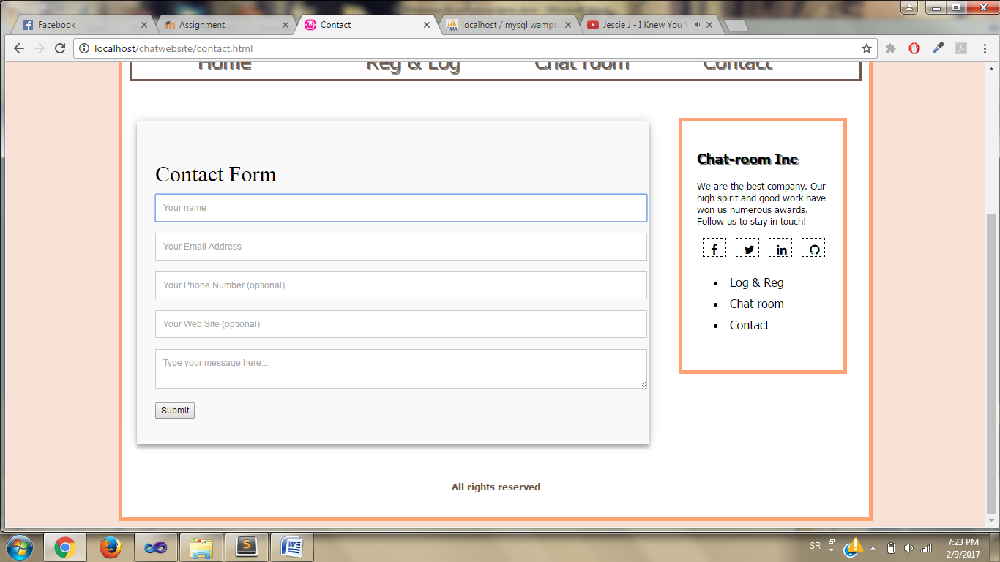 Facebook
Assignment
Contact
localhost / mysql wamps
Jessie J - I Knew You
localhost/chatwebsite/contact.html
Home Reg & Log Chat room Contact
Contact Form
Your name
Your Email Address
Your Phone Number (optional)
Your Web Site (optional)
Type your message here....
Submit
Chat-room Inc
We are the best company. Our
high spirit and good work have
won us numerous awards.
Follow us to stay in touch!
Log & Reg
Chat room
Contact
All rights reserved
SR
7:23 PM
2/9/2017